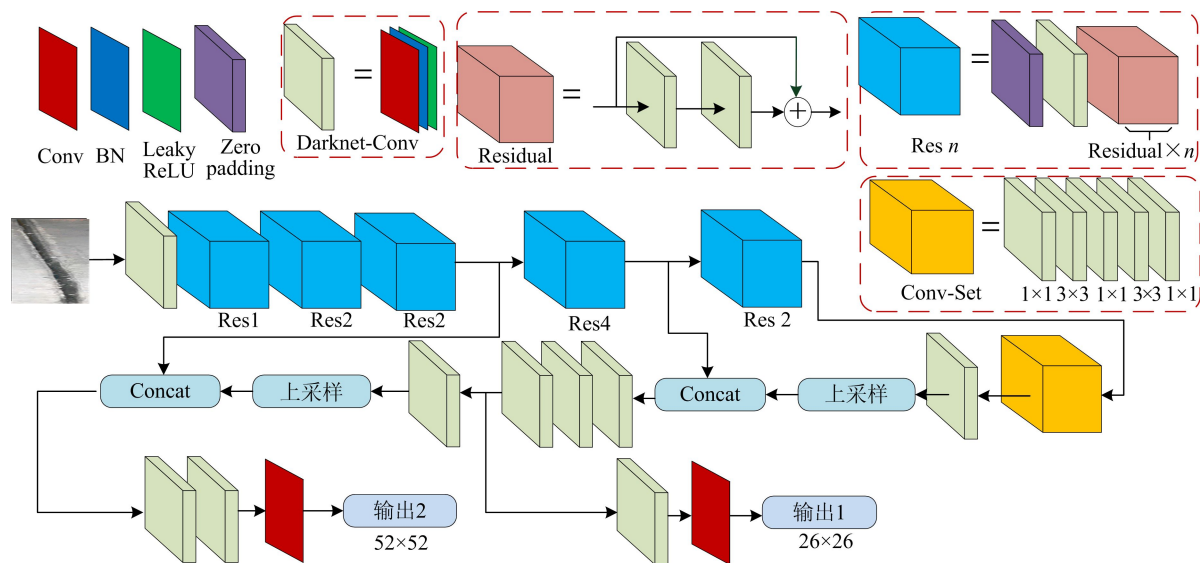 Conv
BN
Leaky
ReLU
Zero
padding
=
Darknet-Conv
=
Residual
+
=
Res n
Residual×n
=
Conv-Set
1×1 3×3 1×1 3×3 1×1
Res1
Res2
Res2
Res4
Res 2
Concat
上采样
Concat
上采样
输出2
52×52
输出1
26×26